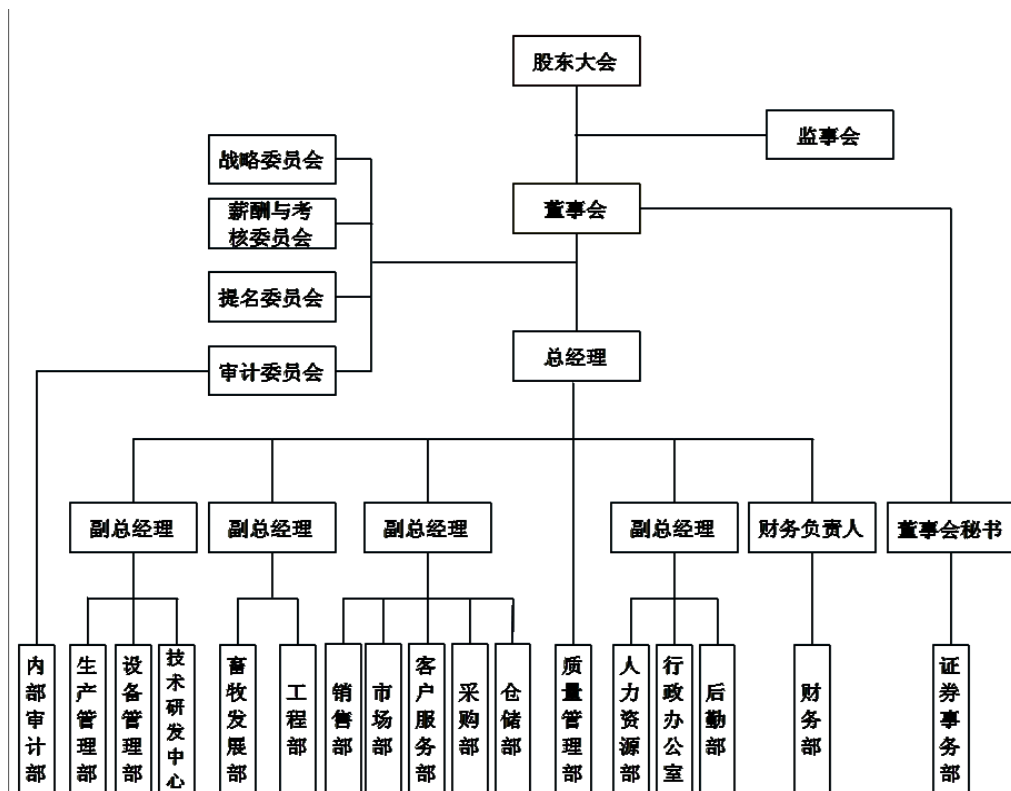 股东大会
监事会
战略委员会
董事会
薪酬与考
核委员会
提名委员会
总经理
审计委员会
副总经理
副总经理
副总经理
副总经理
财务负责人
董事会秘书
内部审计部
生产管理部
设备管理部
技术研发中心
畜牧发展部
工程部
销售部
市场部
客户服务部
采购部
仓储部
质量管理部
人力资源部
行政办公室
后勤部
财务部
证券事务部